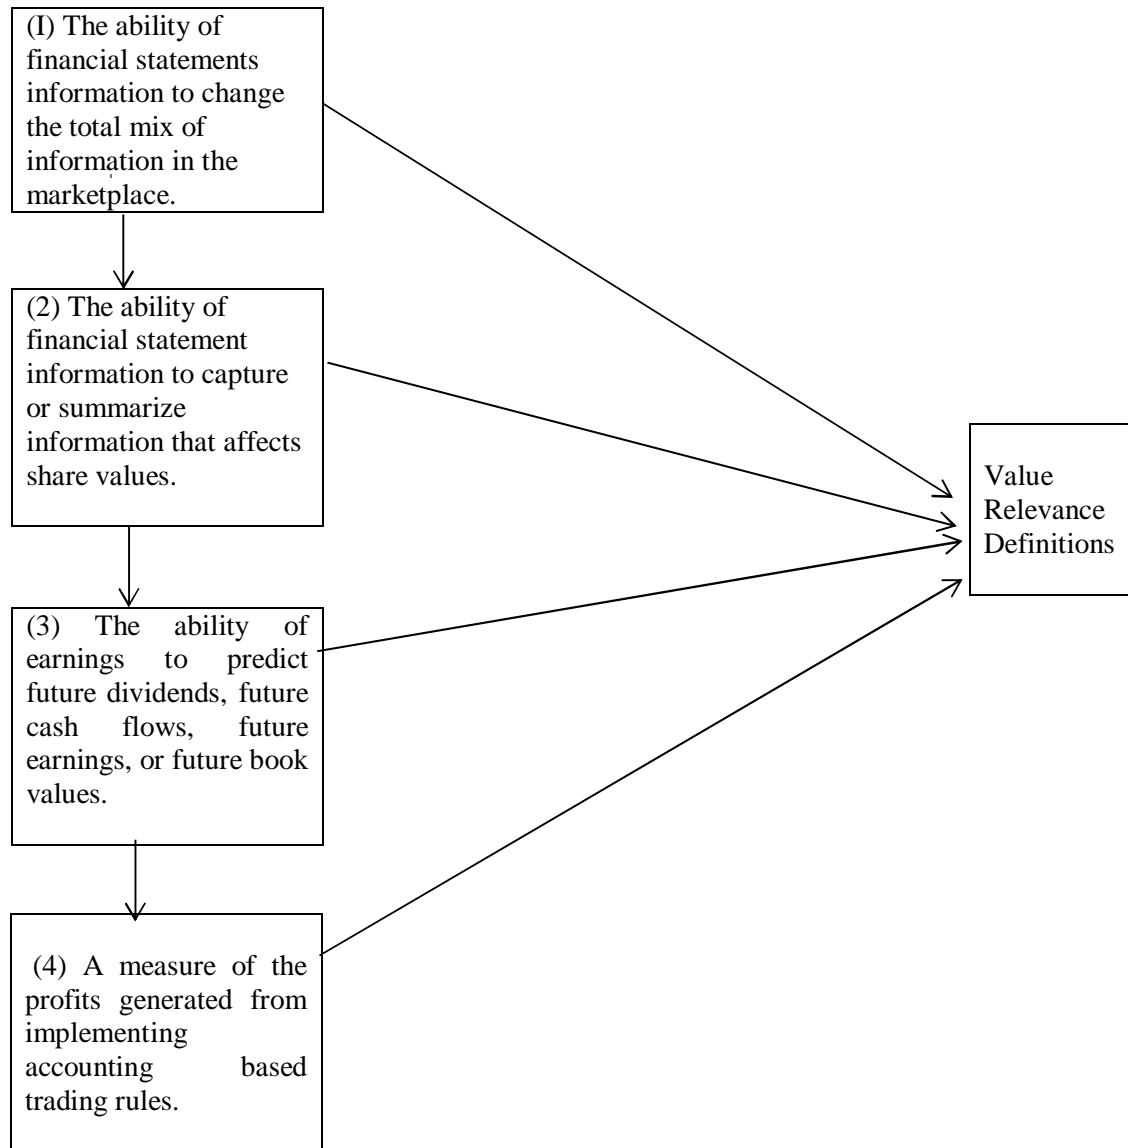 (I) The ability of
financial statements
information to change
the total mix of
information in the
marketplace.
(2) The ability of
financial statement
information to capture
or summarize
information that affects
share values.
(3) The ability of
earnings to predict
future dividends, future
cash flows, future
earnings, or future book
values.
(4) A measure of the
profits generated from
implementing
accounting based
trading rules.
Value
Relevance
Definitions